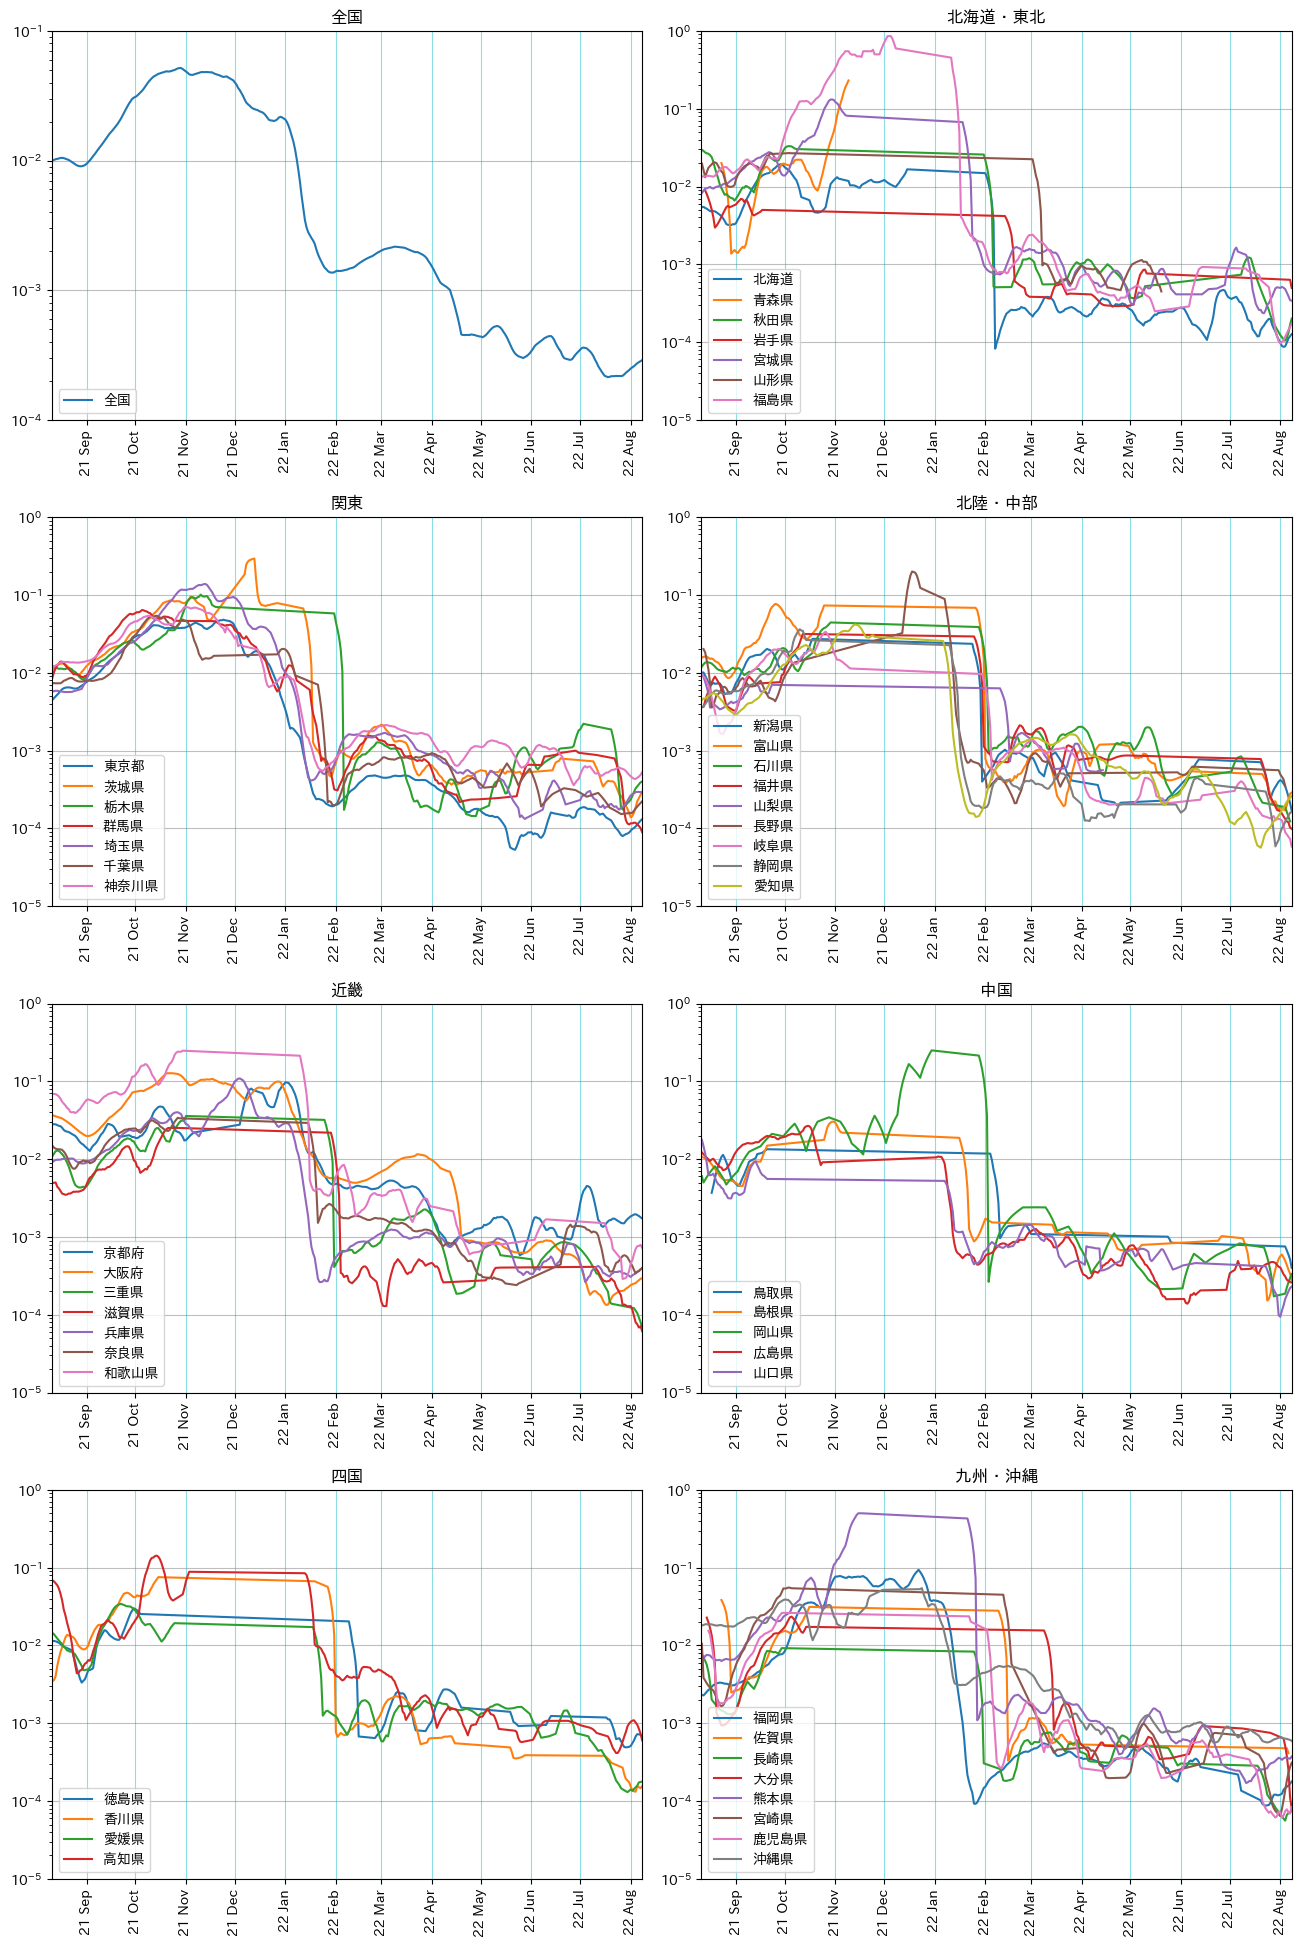 全国
10⁻¹
10⁻²
10⁻³
10⁻⁴
全国
21 Sep
21 Oct
21 Nov
21 Dec
22 Jan
22 Feb
22 Mar
22 Apr
22 May
22 Jun
22 Jul
22 Aug
北海道・東北
10⁰
10⁻¹
10⁻²
10⁻³
10⁻⁴
10⁻⁵
北海道
青森県
秋田県
岩手県
宮城県
山形県
福島県
21 Sep
21 Oct
21 Nov
21 Dec
22 Jan
22 Feb
22 Mar
22 Apr
22 May
22 Jun
22 Jul
22 Aug
関東
10⁰
10⁻¹
10⁻²
10⁻³
10⁻⁴
10⁻⁵
東京都
茨城県
栃木県
群馬県
埼玉県
千葉県
神奈川県
21 Sep
21 Oct
21 Nov
21 Dec
22 Jan
22 Feb
22 Mar
22 Apr
22 May
22 Jun
22 Jul
22 Aug
北陸・中部
10⁰
10⁻¹
10⁻²
10⁻³
10⁻⁴
10⁻⁵
新潟県
富山県
石川県
福井県
山梨県
長野県
岐阜県
静岡県
愛知県
21 Sep
21 Oct
21 Nov
21 Dec
22 Jan
22 Feb
22 Mar
22 Apr
22 May
22 Jun
22 Jul
22 Aug
近畿
10⁰
10⁻¹
10⁻²
10⁻³
10⁻⁴
10⁻⁵
京都府
大阪府
三重県
滋賀県
兵庫県
奈良県
和歌山県
21 Sep
21 Oct
21 Nov
21 Dec
22 Jan
22 Feb
22 Mar
22 Apr
22 May
22 Jun
22 Jul
22 Aug
中国
10⁰
10⁻¹
10⁻²
10⁻³
10⁻⁴
10⁻⁵
鳥取県
島根県
岡山県
広島県
山口県
21 Sep
21 Oct
21 Nov
21 Dec
22 Jan
22 Feb
22 Mar
22 Apr
22 May
22 Jun
22 Jul
22 Aug
四国
10⁰
10⁻¹
10⁻²
10⁻³
10⁻⁴
10⁻⁵
徳島県
香川県
愛媛県
高知県
21 Sep
21 Oct
21 Nov
21 Dec
22 Jan
22 Feb
22 Mar
22 Apr
22 May
22 Jun
22 Jul
22 Aug
九州・沖縄
10⁰
10⁻¹
10⁻²
10⁻³
10⁻⁴
10⁻⁵
福岡県
佐賀県
長崎県
大分県
熊本県
宮崎県
鹿児島県
沖縄県
21 Sep
21 Oct
21 Nov
21 Dec
22 Jan
22 Feb
22 Mar
22 Apr
22 May
22 Jun
22 Jul
22 Aug